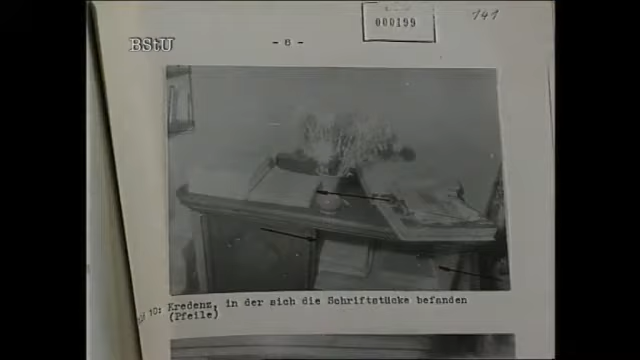 BStU
- 6 -
000199
141
10: Kredenz, in der sich die Schriftstücke befanden
(Pfeile)